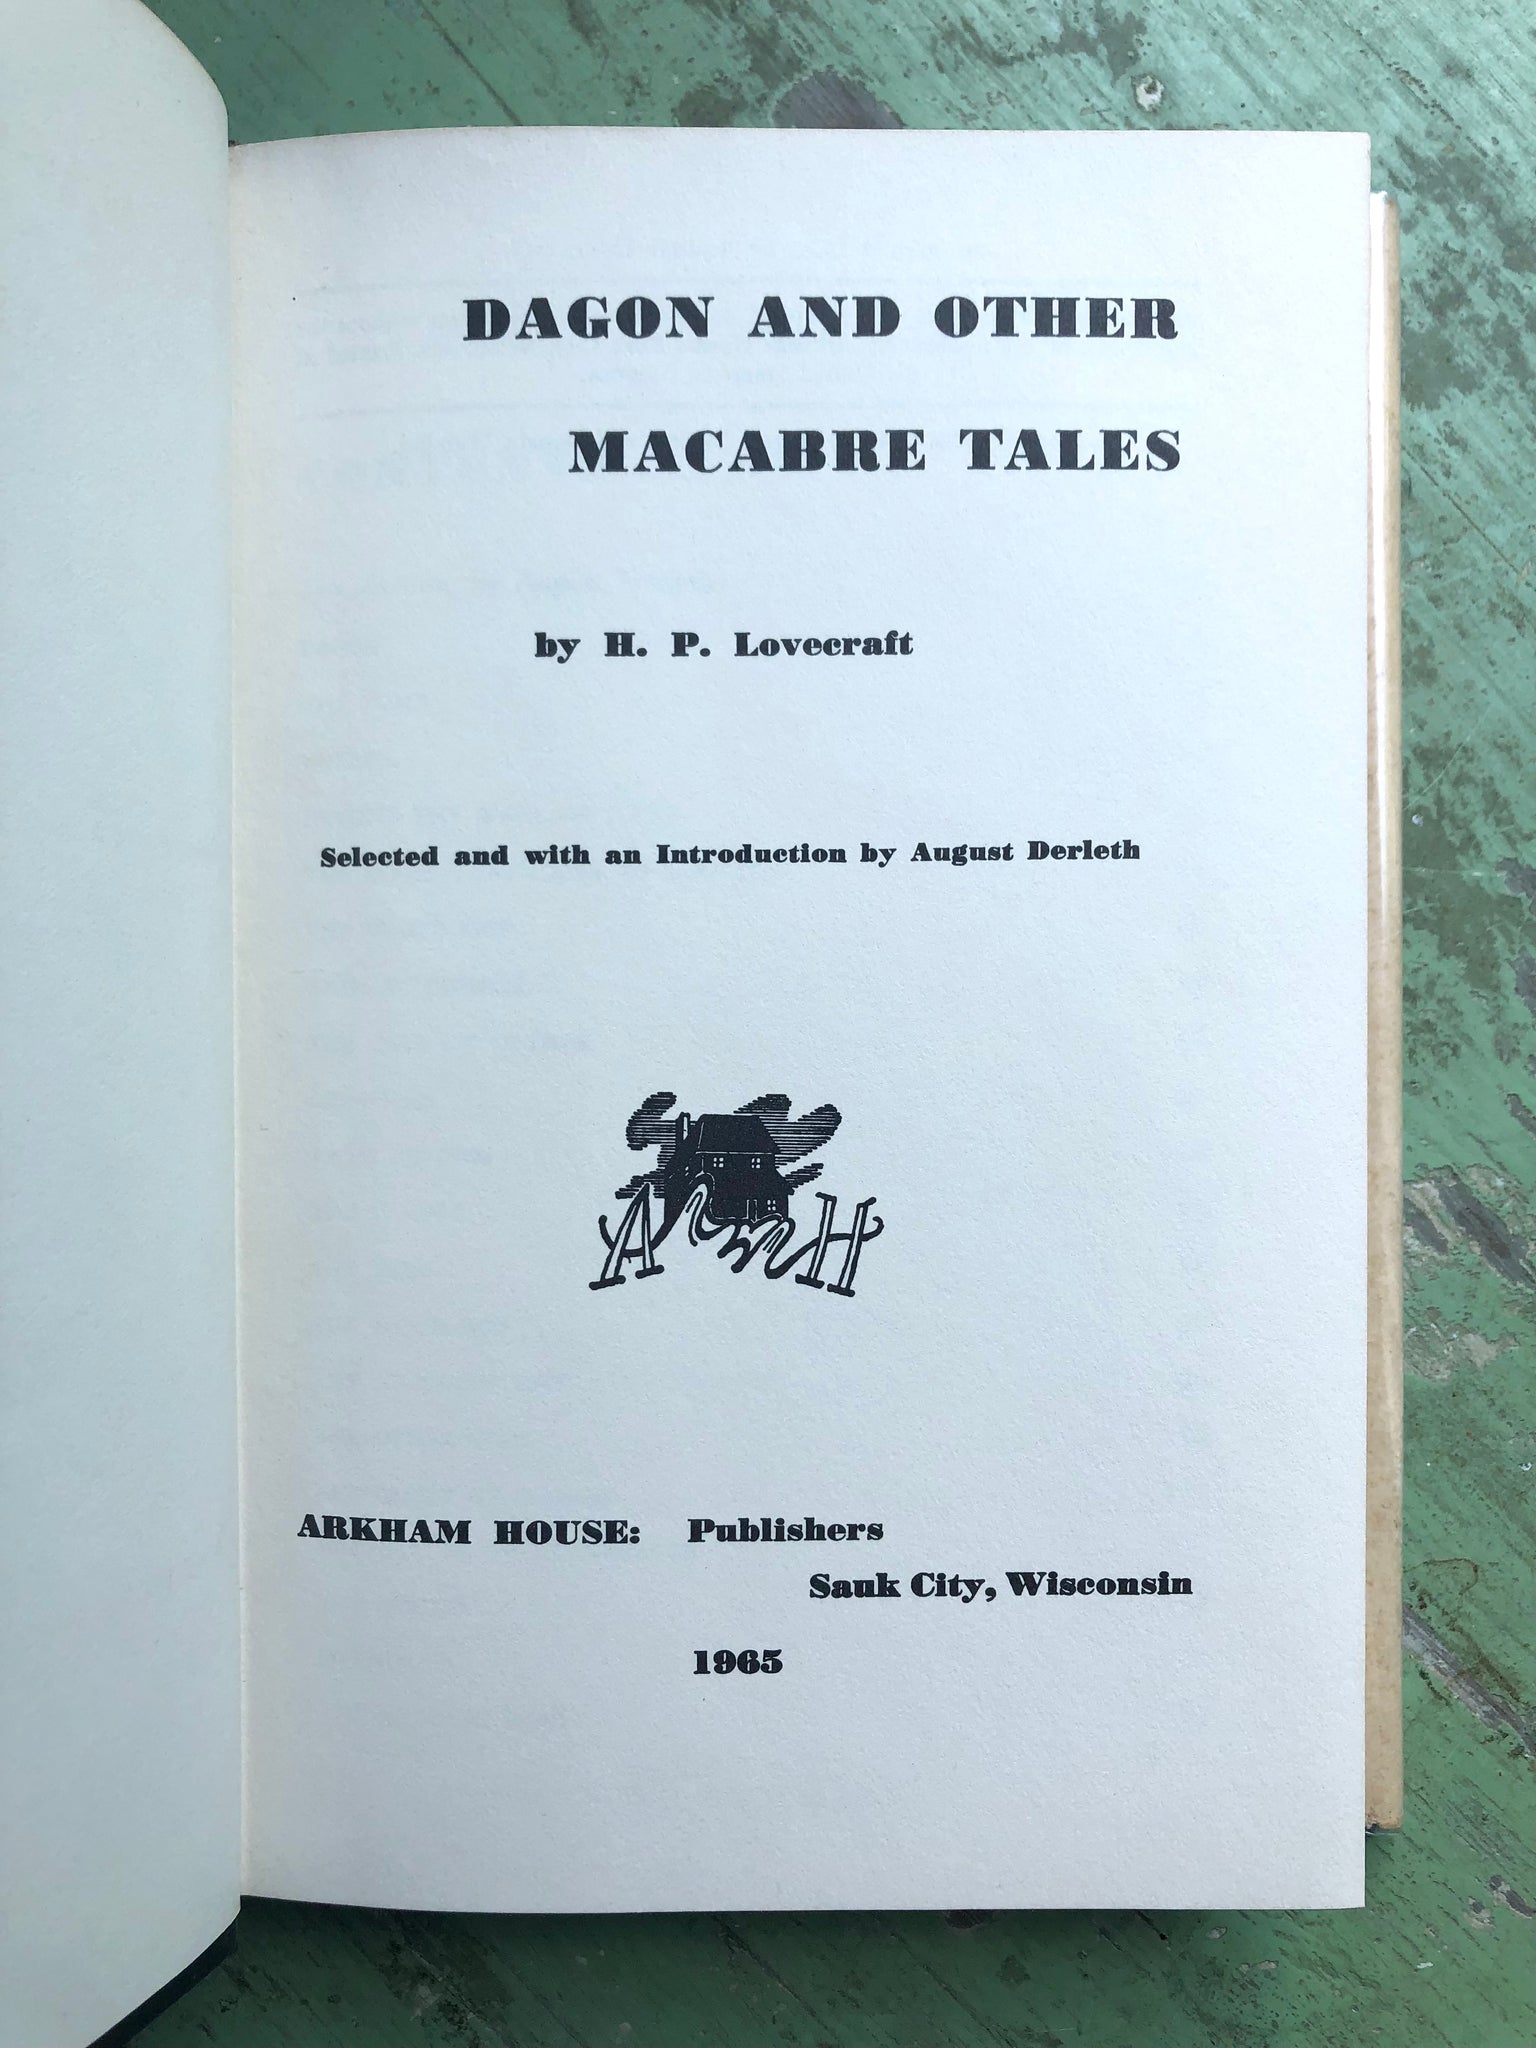 DAGON AND OTHER
MACABRE TALES
by H. P. Lovecraft
Selected and with an Introduction by August Derleth
ARKHAM HOUSE: Publishers
Sauk City, Wisconsin
1965